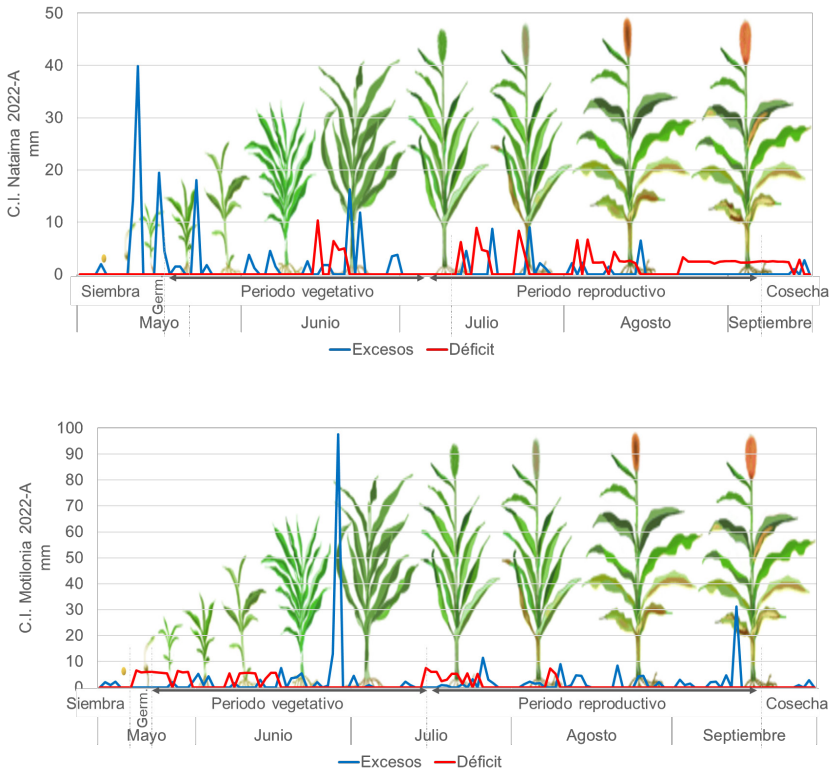 C.I. Nataima 2022-A
mm
50
40
30
20
10
0
Siembra
Germ.
Periodo vegetativo
Periodo reproductivo
Cosecha
Mayo
Junio
Julio
Agosto
Septiembre
Excesos
Déficit
C.I. Motilonia 2022-A
mm
100
90
80
70
60
50
40
30
20
10
0
Siembra
Germ.
Periodo vegetativo
Periodo reproductivo
Cosecha
Mayo
Junio
Julio
Agosto
Septiembre
Excesos
Déficit